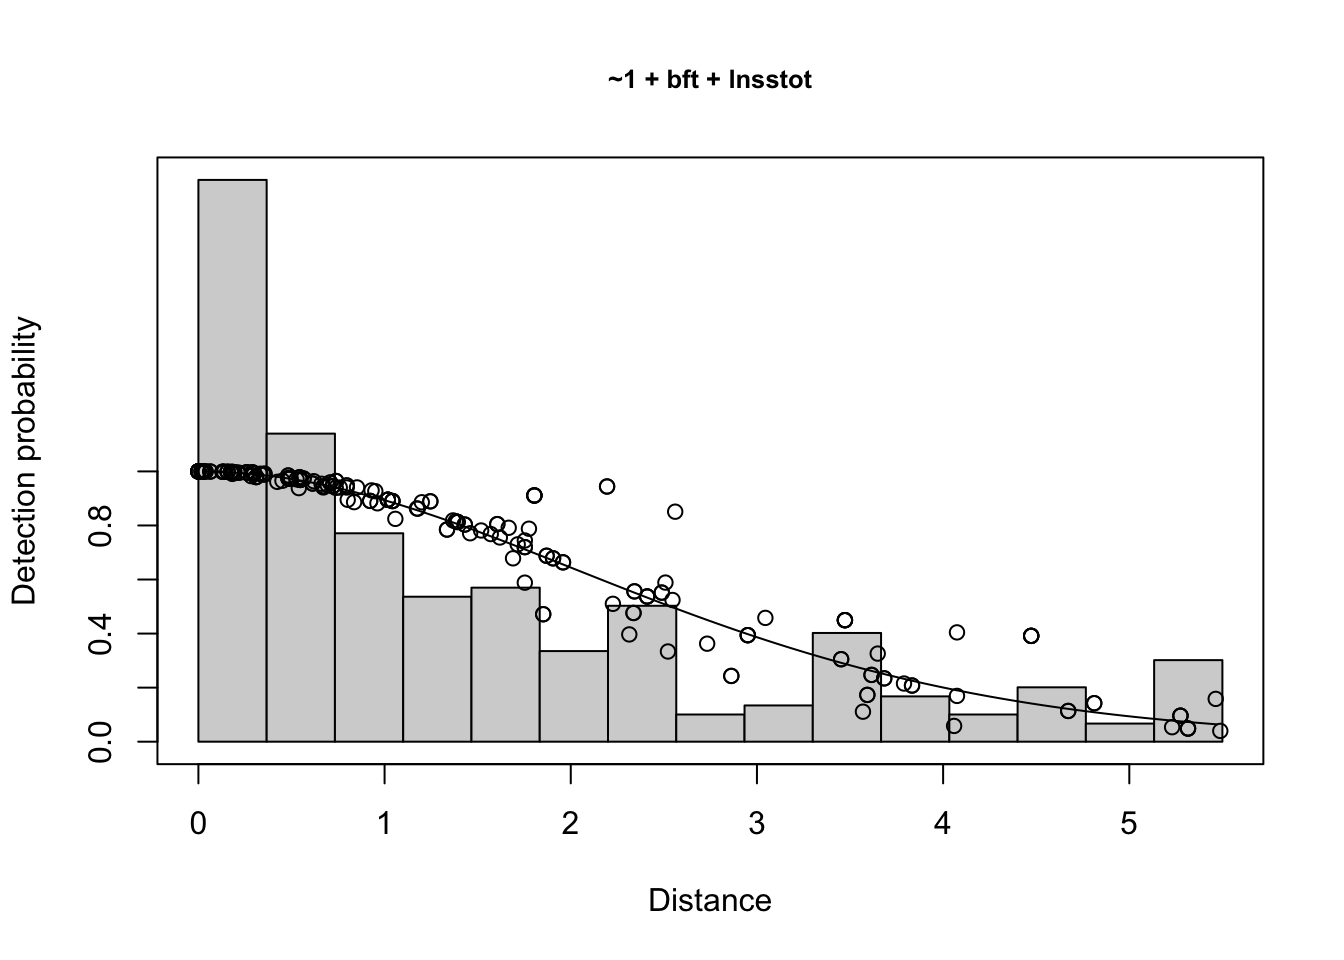 ~1 + bft + lnsstot
Detection probability
0.8
0.4
0.0
0 1 2 3 4 5
Distance